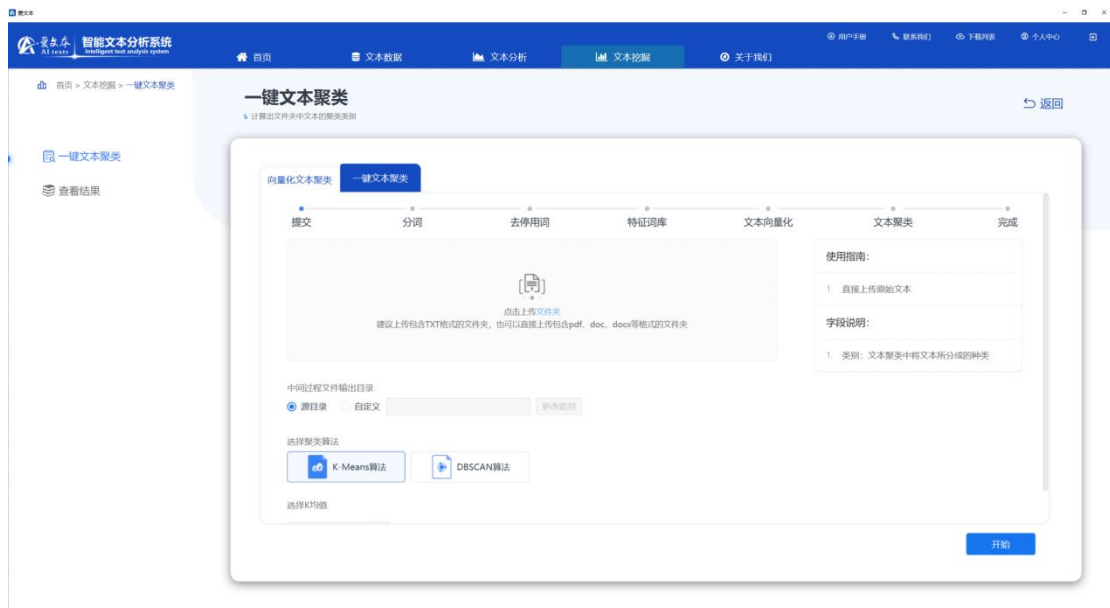 爱文本
爱文本 AI texts 智能文本分析系统
Intelligent text analysis system
用户手册 联系我们 下载列表 个人中心
首页 文本数据 文本分析 文本挖掘 关于我们
首页 > 文本挖掘 > 一键文本聚类
一键文本聚类
计算出文件夹中文本的聚类类别
返回
一键文本聚类
查看结果
向量化文本聚类 一键文本聚类
提交 分词 去停用词 特征词库 文本向量化 文本聚类 完成
点击上传文件夹
建议上传包含TXT格式的文件夹，也可以直接上传包含pdf、doc、docx等格式的文件夹
使用指南：
1. 直接上传原始文本
字段说明：
1. 类别：文本聚类中将文本所分成的种类
中间过程文件输出目录
源目录 自定义 更改路径
选择聚类算法
K-Means算法 DBSCAN算法
选择K均值
开始